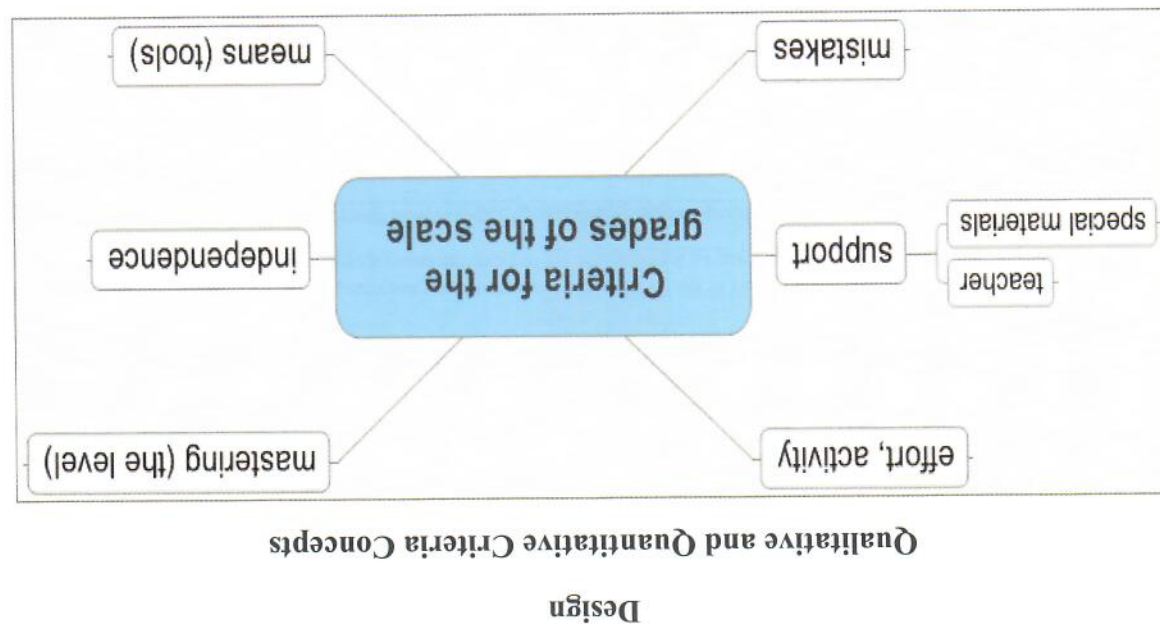 Design
Qualitative and Quantitative Criteria Concepts
effort, activity
mastering (the level)
teacher
special materials
support
Criteria for the
grades of the scale
independence
mistakes
means (tools)